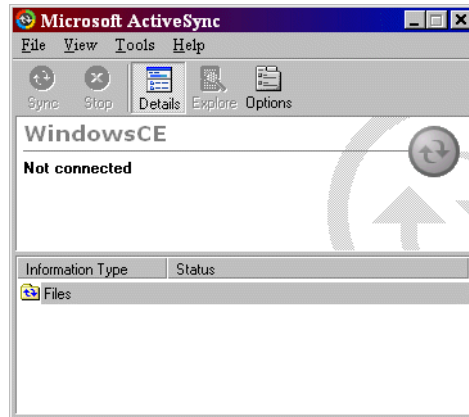 Microsoft ActiveSync
File View Tools Help
Sync Stop Details Explore Options
WindowsCE
Not connected
Information Type Status
Files